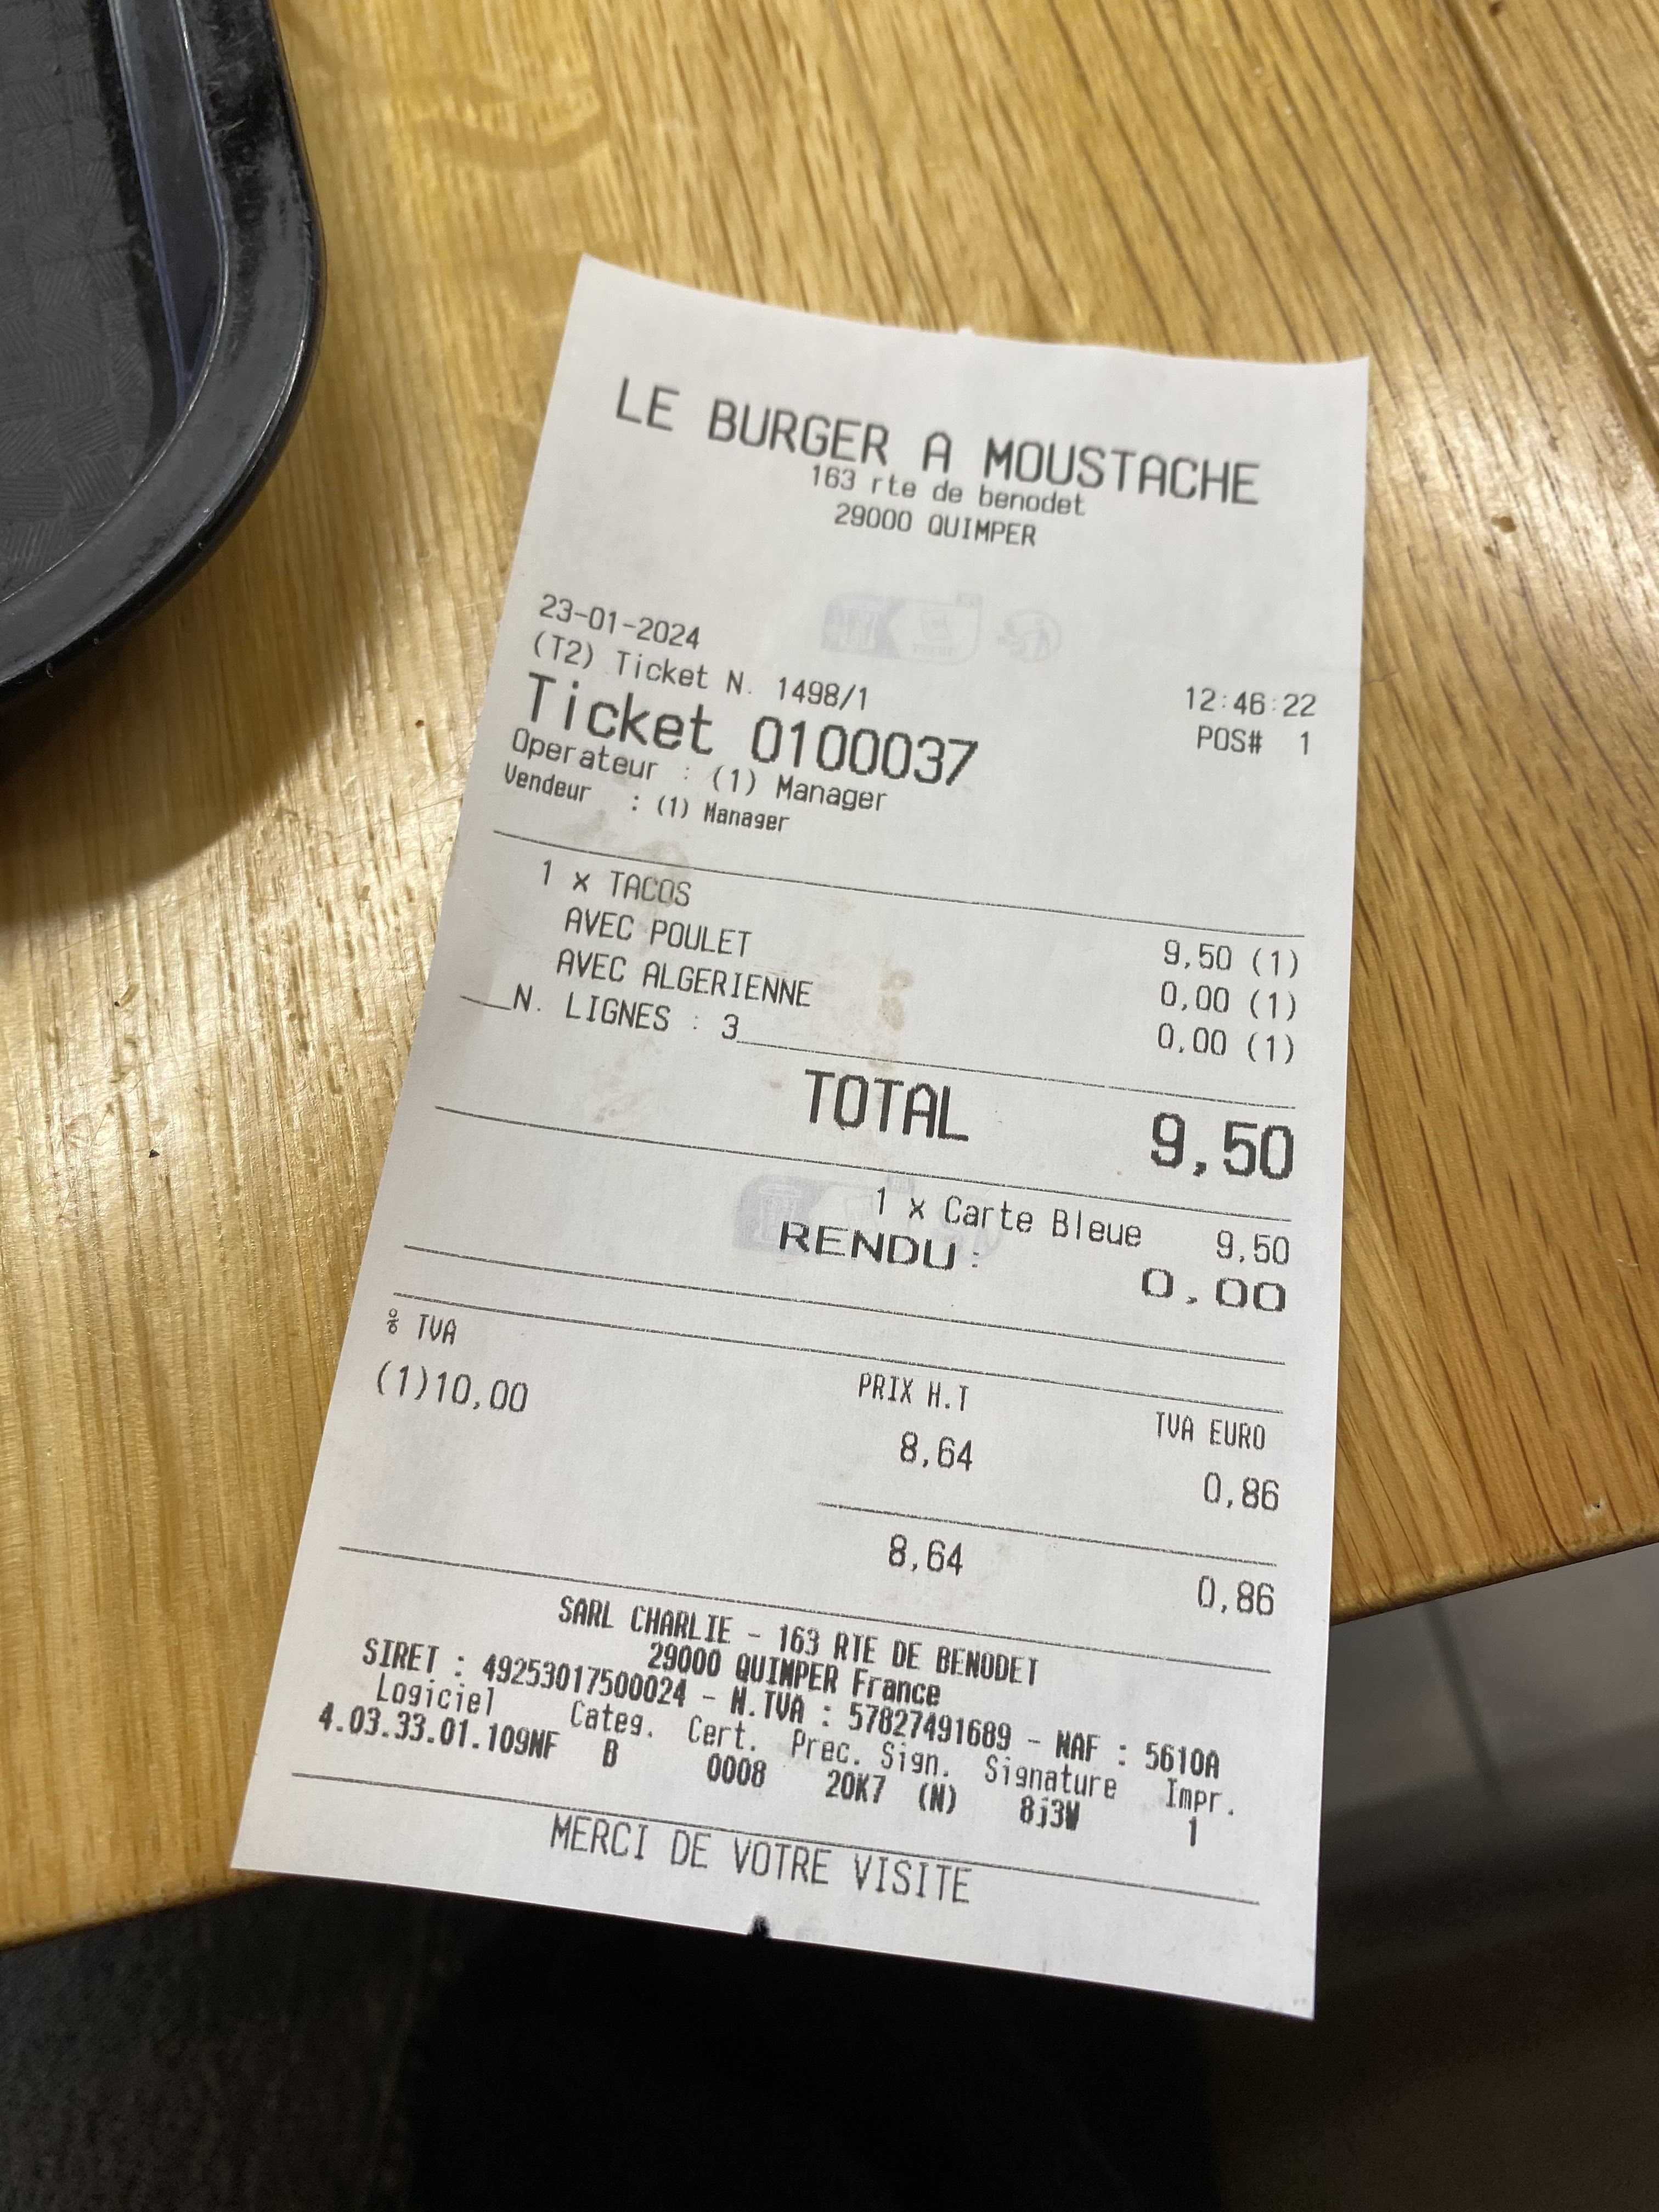 LE BURGER A MOUSTACHE
163 rte de benodet
29000 QUIMPER
23-01-2024 12:46:22
(T2) Ticket N. 1498/1 POS# 1
Ticket 0100037
Operateur : (1) Manager
Vendeur : (1) Manager
1 x TACOS 9,50 (1)
AVEC POULET 0,00 (1)
AVEC ALGERIENNE 0,00 (1)
N. LIGNES : 3
TOTAL 9,50
1 x Carte Bleue 9,50
RENDU: 0,00
% TVA PRIX H.T TVA EURO
(1)10,00 8,64 0,86
8,64 0,86
SARL CHARLIE - 163 RTE DE BENODET
29000 QUIMPER France
SIRET : 49253017500024 - N.TVA : 57827491689 - NAF : 5610A
Logiciel Categ. Cert. Prec. Sign. Signature Impr.
4.03.33.01.109NF B 0008 20K7 (N) 8j3W 1
MERCI DE VOTRE VISITE